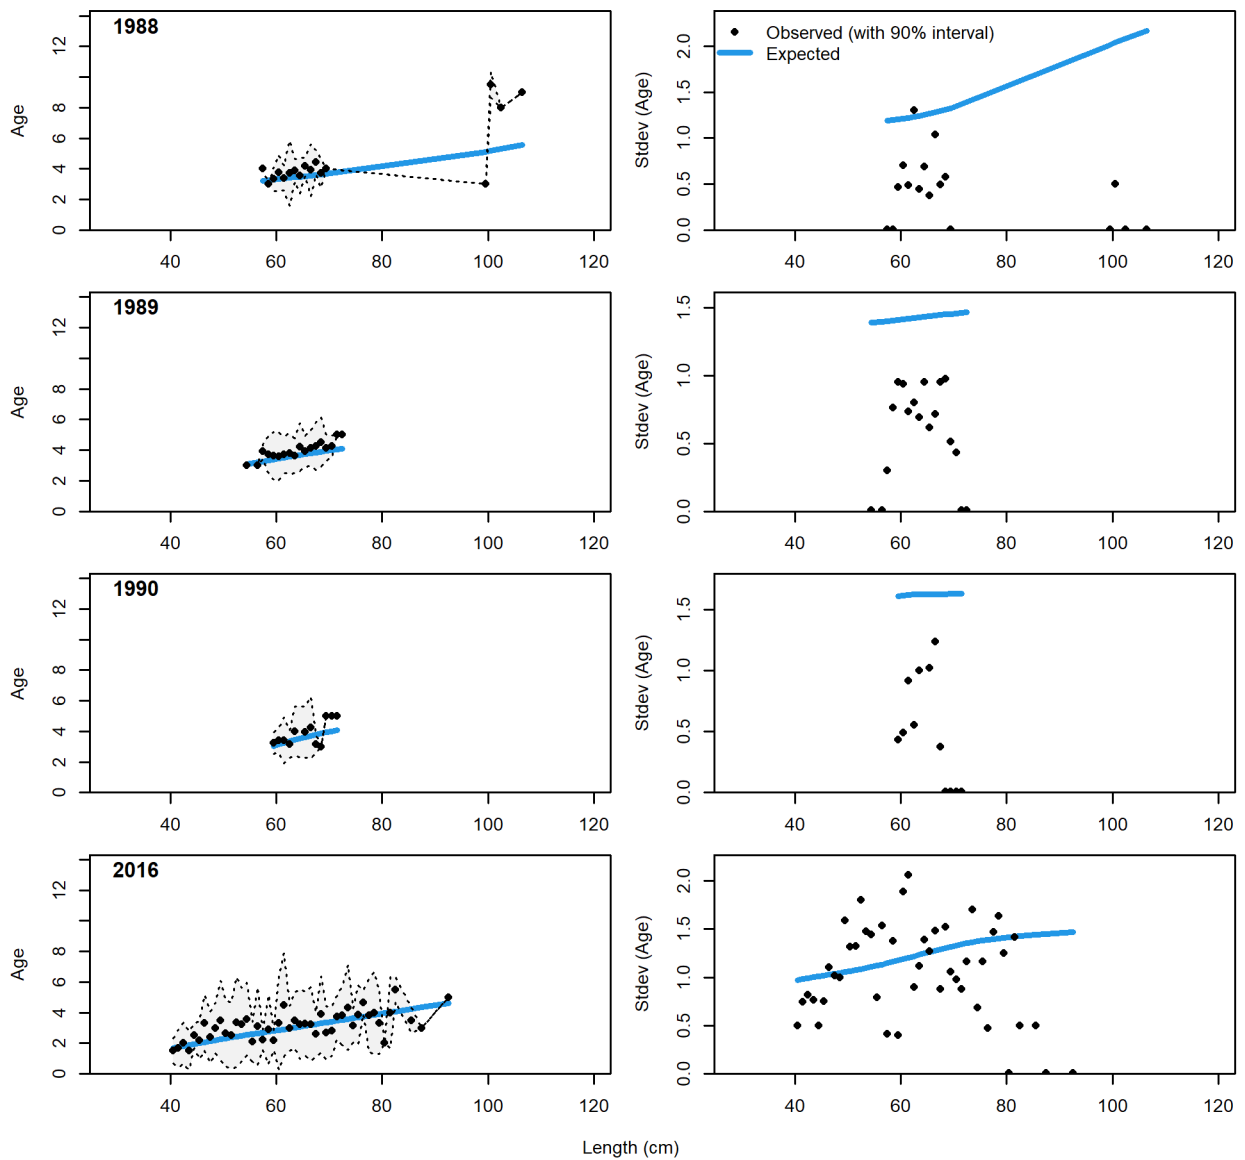 1988
Age
0 2 4 6 8 12
40 60 80 100 120
Observed (with 90% interval)
Expected
Stdev (Age)
0.0 0.5 1.0 1.5 2.0
40 60 80 100 120
1989
Age
0 2 4 6 8 12
40 60 80 100 120
Stdev (Age)
0.0 0.5 1.0 1.5
40 60 80 100 120
1990
Age
0 2 4 6 8 12
40 60 80 100 120
Stdev (Age)
0.0 0.5 1.0 1.5
40 60 80 100 120
2016
Age
0 2 4 6 8 12
40 60 80 100 120
Stdev (Age)
0.0 0.5 1.0 1.5 2.0
40 60 80 100 120
Length (cm)